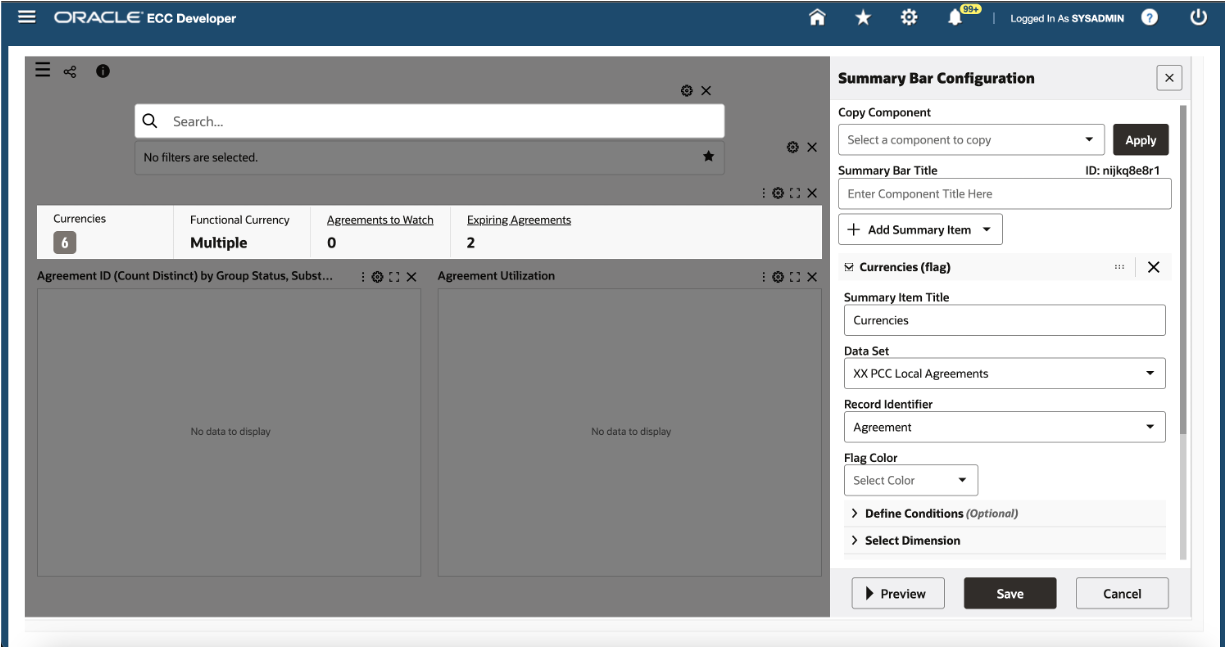 ORACLE ECC Developer
99+
Logged In As SYSADMIN
?
Search...
No filters are selected.
Currencies
6
Functional Currency
Multiple
Agreements to Watch
0
Expiring Agreements
2
Agreement ID (Count Distinct) by Group Status, Subst...
No data to display
Agreement Utilization
No data to display
Summary Bar Configuration
Copy Component
Select a component to copy
Apply
Summary Bar Title
ID: nijkq8e8r1
Enter Component Title Here
Add Summary Item
Currencies (flag)
Summary Item Title
Currencies
Data Set
XX PCC Local Agreements
Record Identifier
Agreement
Flag Color
Select Color
Define Conditions (Optional)
Select Dimension
Preview
Save
Cancel